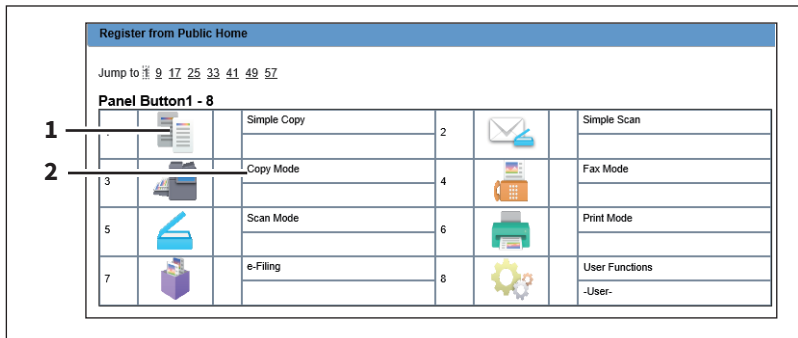 Register from Public Home
Jump to 1 9 17 25 33 41 49 57
Panel Button1 - 8
1
Simple Copy
2
Simple Scan
2
3
Copy Mode
4
Fax Mode
5
Scan Mode
6
Print Mode
7
e-Filing
8
User Functions
-User-